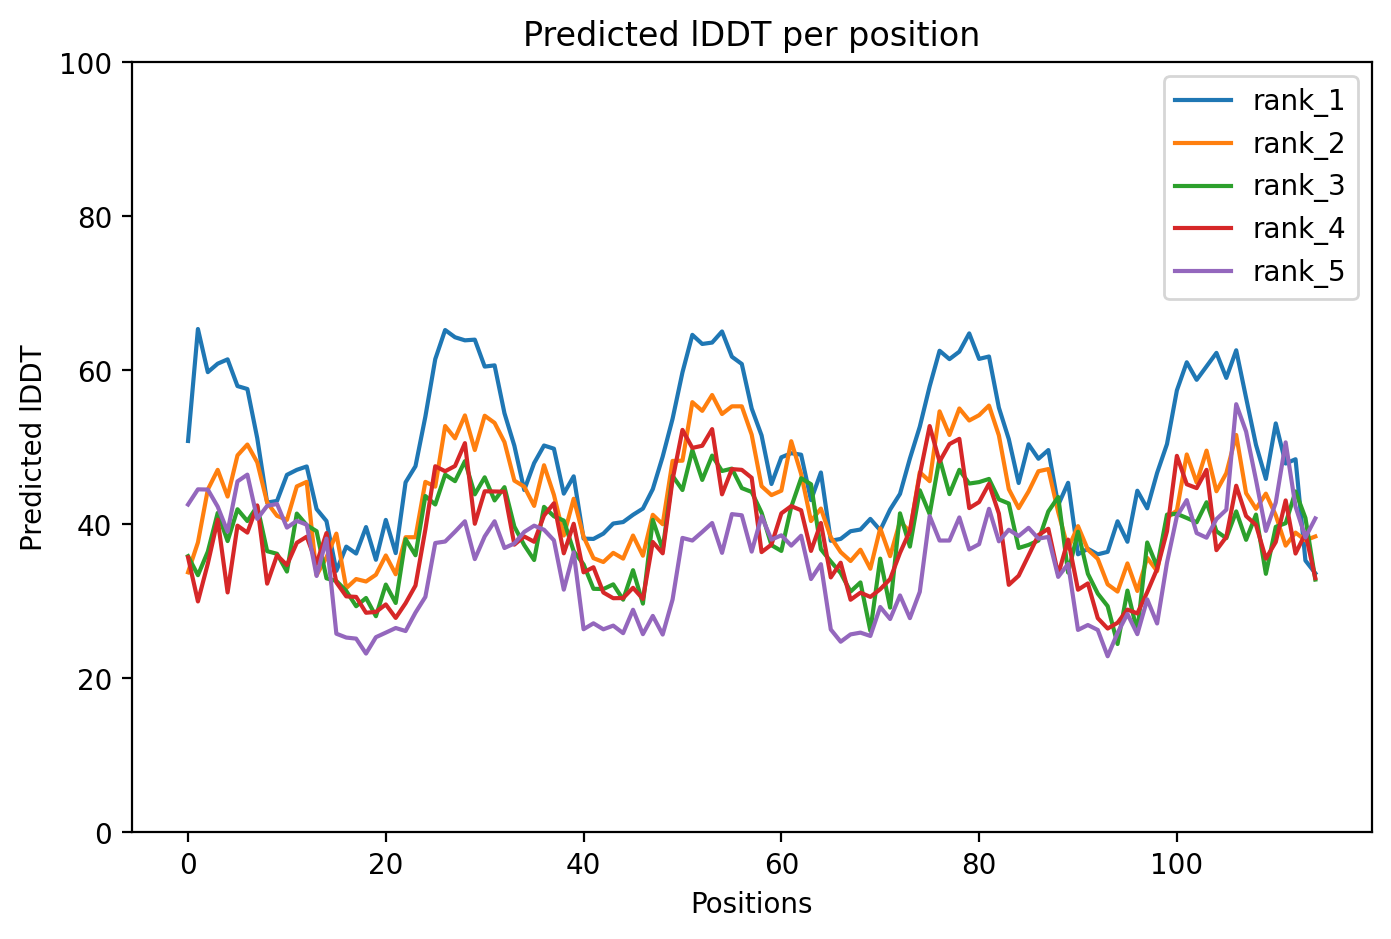 Predicted lDDT per position
100
80
60
40
20
0
Predicted lDDT
0 20 40 60 80 100
Positions
rank_1
rank_2
rank_3
rank_4
rank_5